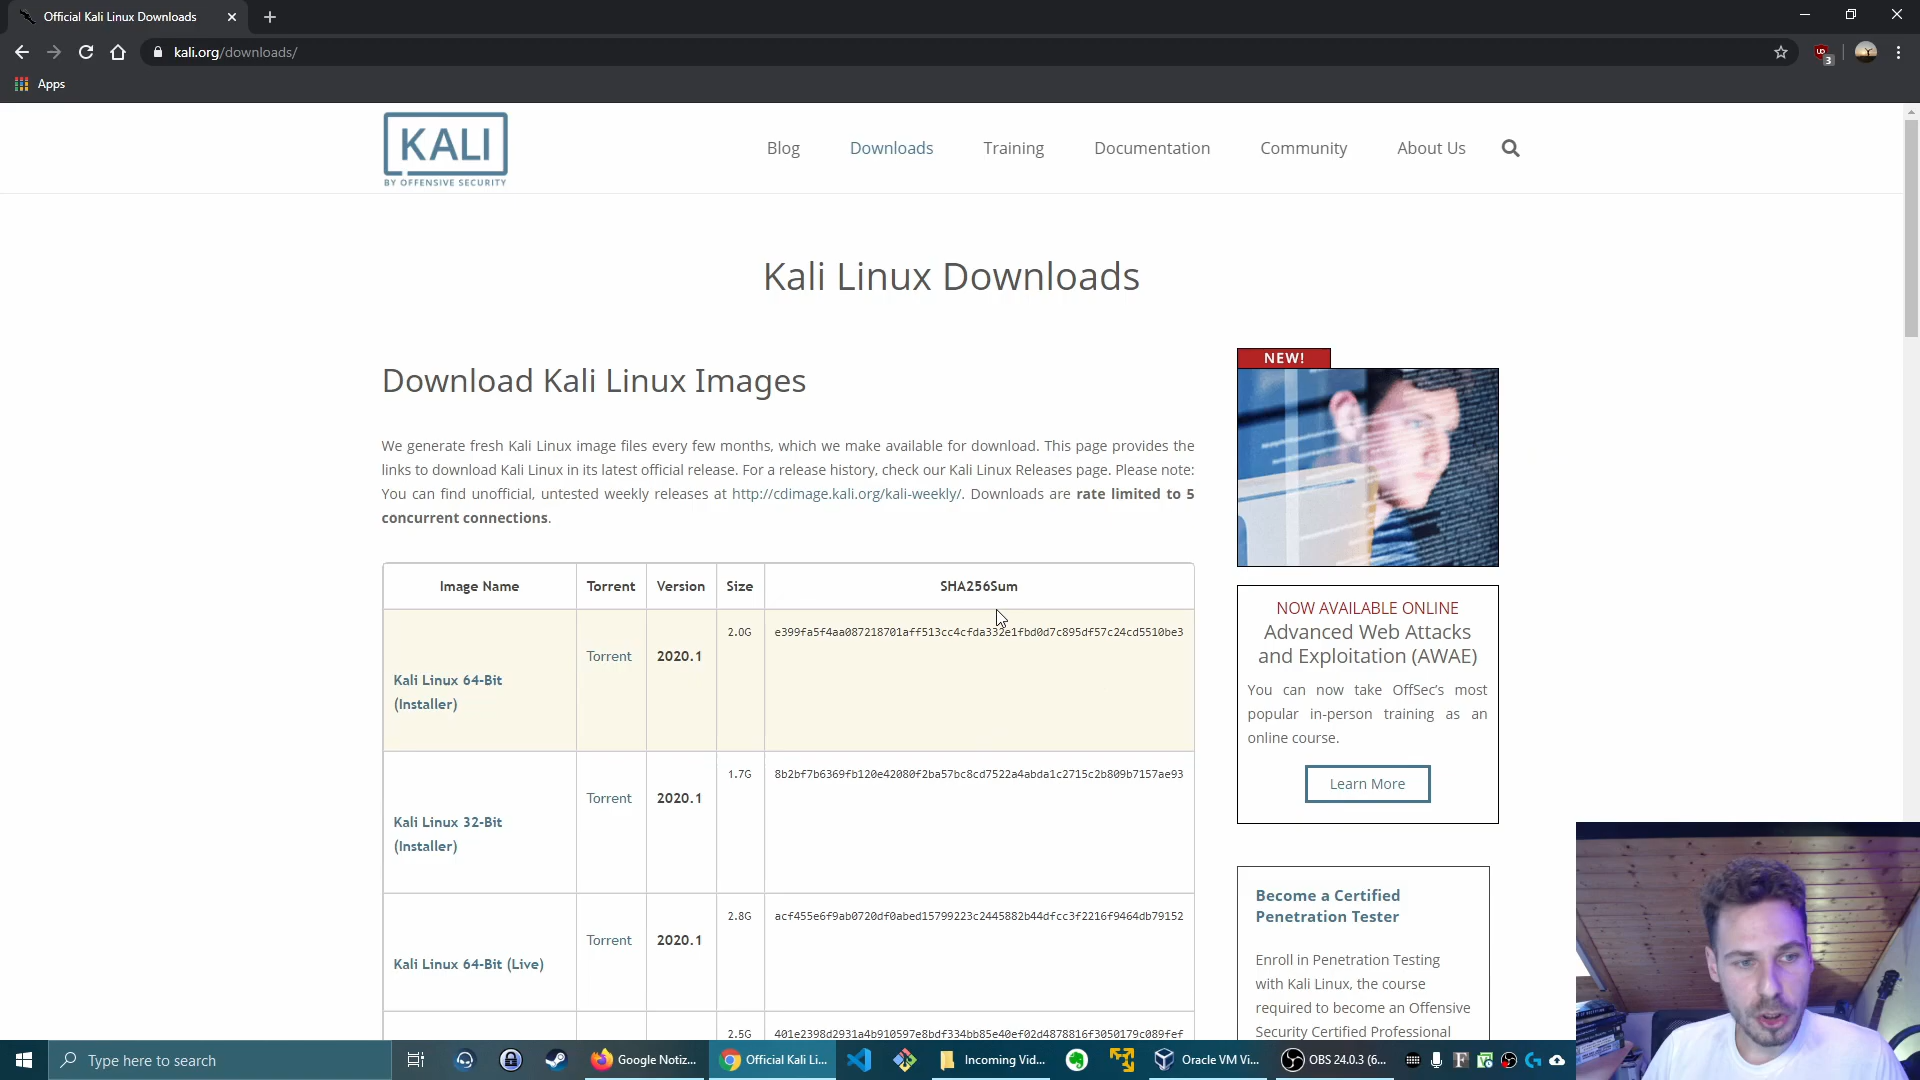 Official Kali Linux Downloads
kali.org/downloads/
3
Apps
KALI
BY OFFENSIVE SECURITY
Blog
Downloads
Training
Documentation
Community
About Us
Kali Linux Downloads
Download Kali Linux Images
We generate fresh Kali Linux image files every few months, which we make available for download. This page provides the
links to download Kali Linux in its latest official release. For a release history, check our Kali Linux Releases page. Please note:
You can find unofficial, untested weekly releases at http://cdimage.kali.org/kali-weekly/. Downloads are rate limited to 5
concurrent connections.
Image Name Torrent Version Size SHA256Sum
Kali Linux 64-Bit
(Installer)
Torrent
2020.1
2.0G
e399fa5f4aa087218701aff513cc4cfda332e1fbd0d7c895df57c24cd5510be3
Kali Linux 32-Bit
(Installer)
Torrent
2020.1
1.7G
8b2bf7b6369fb120e42080f2ba57bc8cd7522a4abda1c2715c2b809b7157ae93
Kali Linux 64-Bit (Live)
Torrent
2020.1
2.8G
acf455e6f9ab0720df0abed15799223c2445882b44dfcc3f2216f9464db79152
2.5G
401e2398d2931a4b910597e8bdf334bb85e40ef02d4878816f3050179c089fef
NEW!
NOW AVAILABLE ONLINE
Advanced Web Attacks
and Exploitation (AWAE)
You can now take OffSec's most
popular in-person training as an
online course.
Learn More
Become a Certified
Penetration Tester
Enroll in Penetration Testing
with Kali Linux, the course
required to become an Offensive
Security Certified Professional
Type here to search
Google Notiz...
Official Kali Li...
Incoming Vid...
Oracle VM Vi...
OBS 24.0.3 (6...